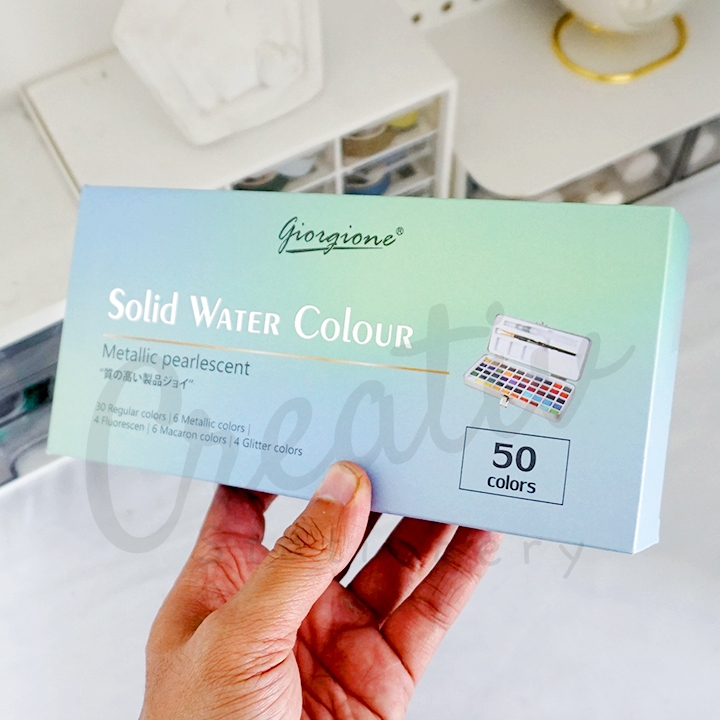 Giorgione®
Solid Water Colour
Metallic pearlescent
"質の高い製品ジョイ"
30 Regular colors | 6 Metallic colors |
4 Fluorescen | 6 Macaron colors | 4 Glitter colors
50
colors
Creativ